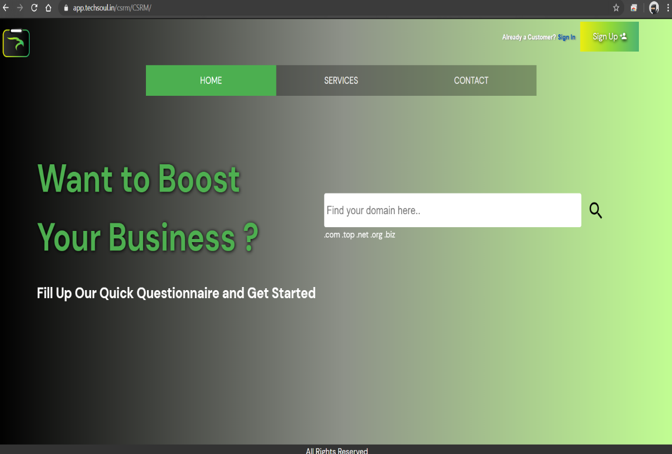 app.techsoul.in/csrm/CSRM/
Already a Customer? Sign In
Sign Up
HOME
SERVICES
CONTACT
Want to Boost
Your Business ?
Find your domain here..
.com .top .net .org .biz
Fill Up Our Quick Questionnaire and Get Started
All Rights Reserved